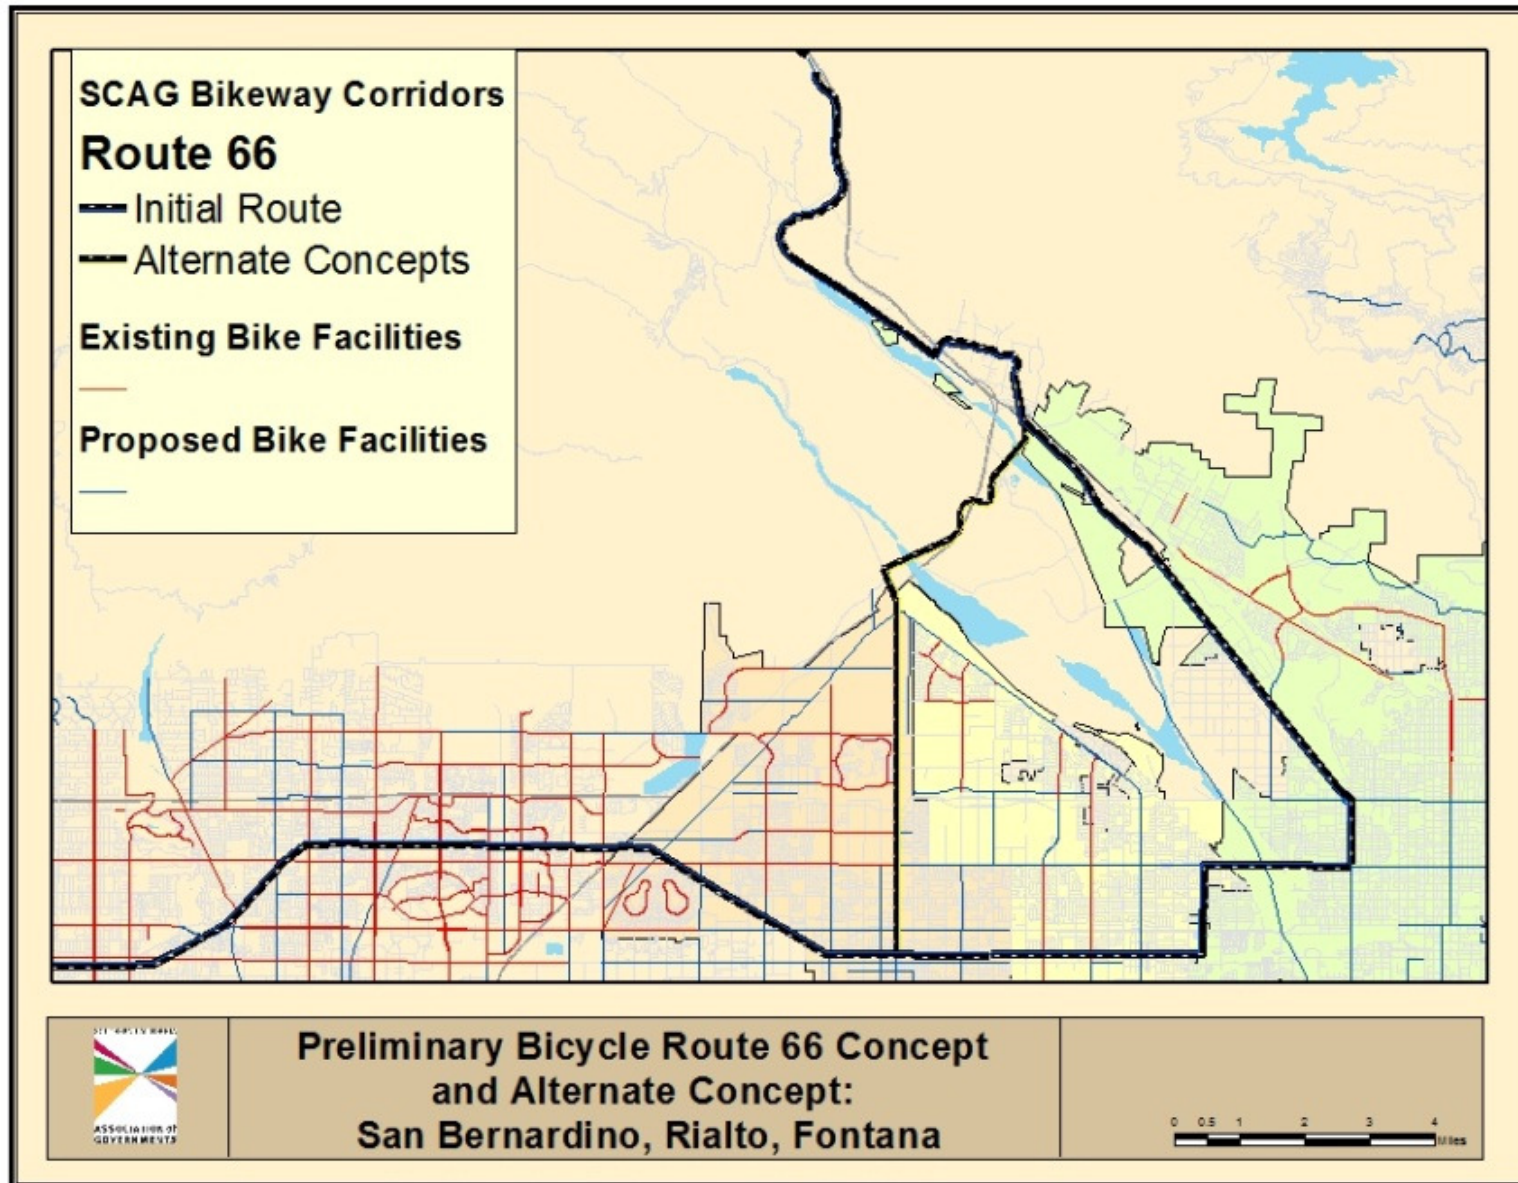 SCAG Bikeway Corridors
Route 66
Initial Route
Alternate Concepts
Existing Bike Facilities
Proposed Bike Facilities
ASSOCIATION of
GOVERNMENTS
Preliminary Bicycle Route 66 Concept
and Alternate Concept:
San Bernardino, Rialto, Fontana
0 0.5 1 2 3 4
Miles